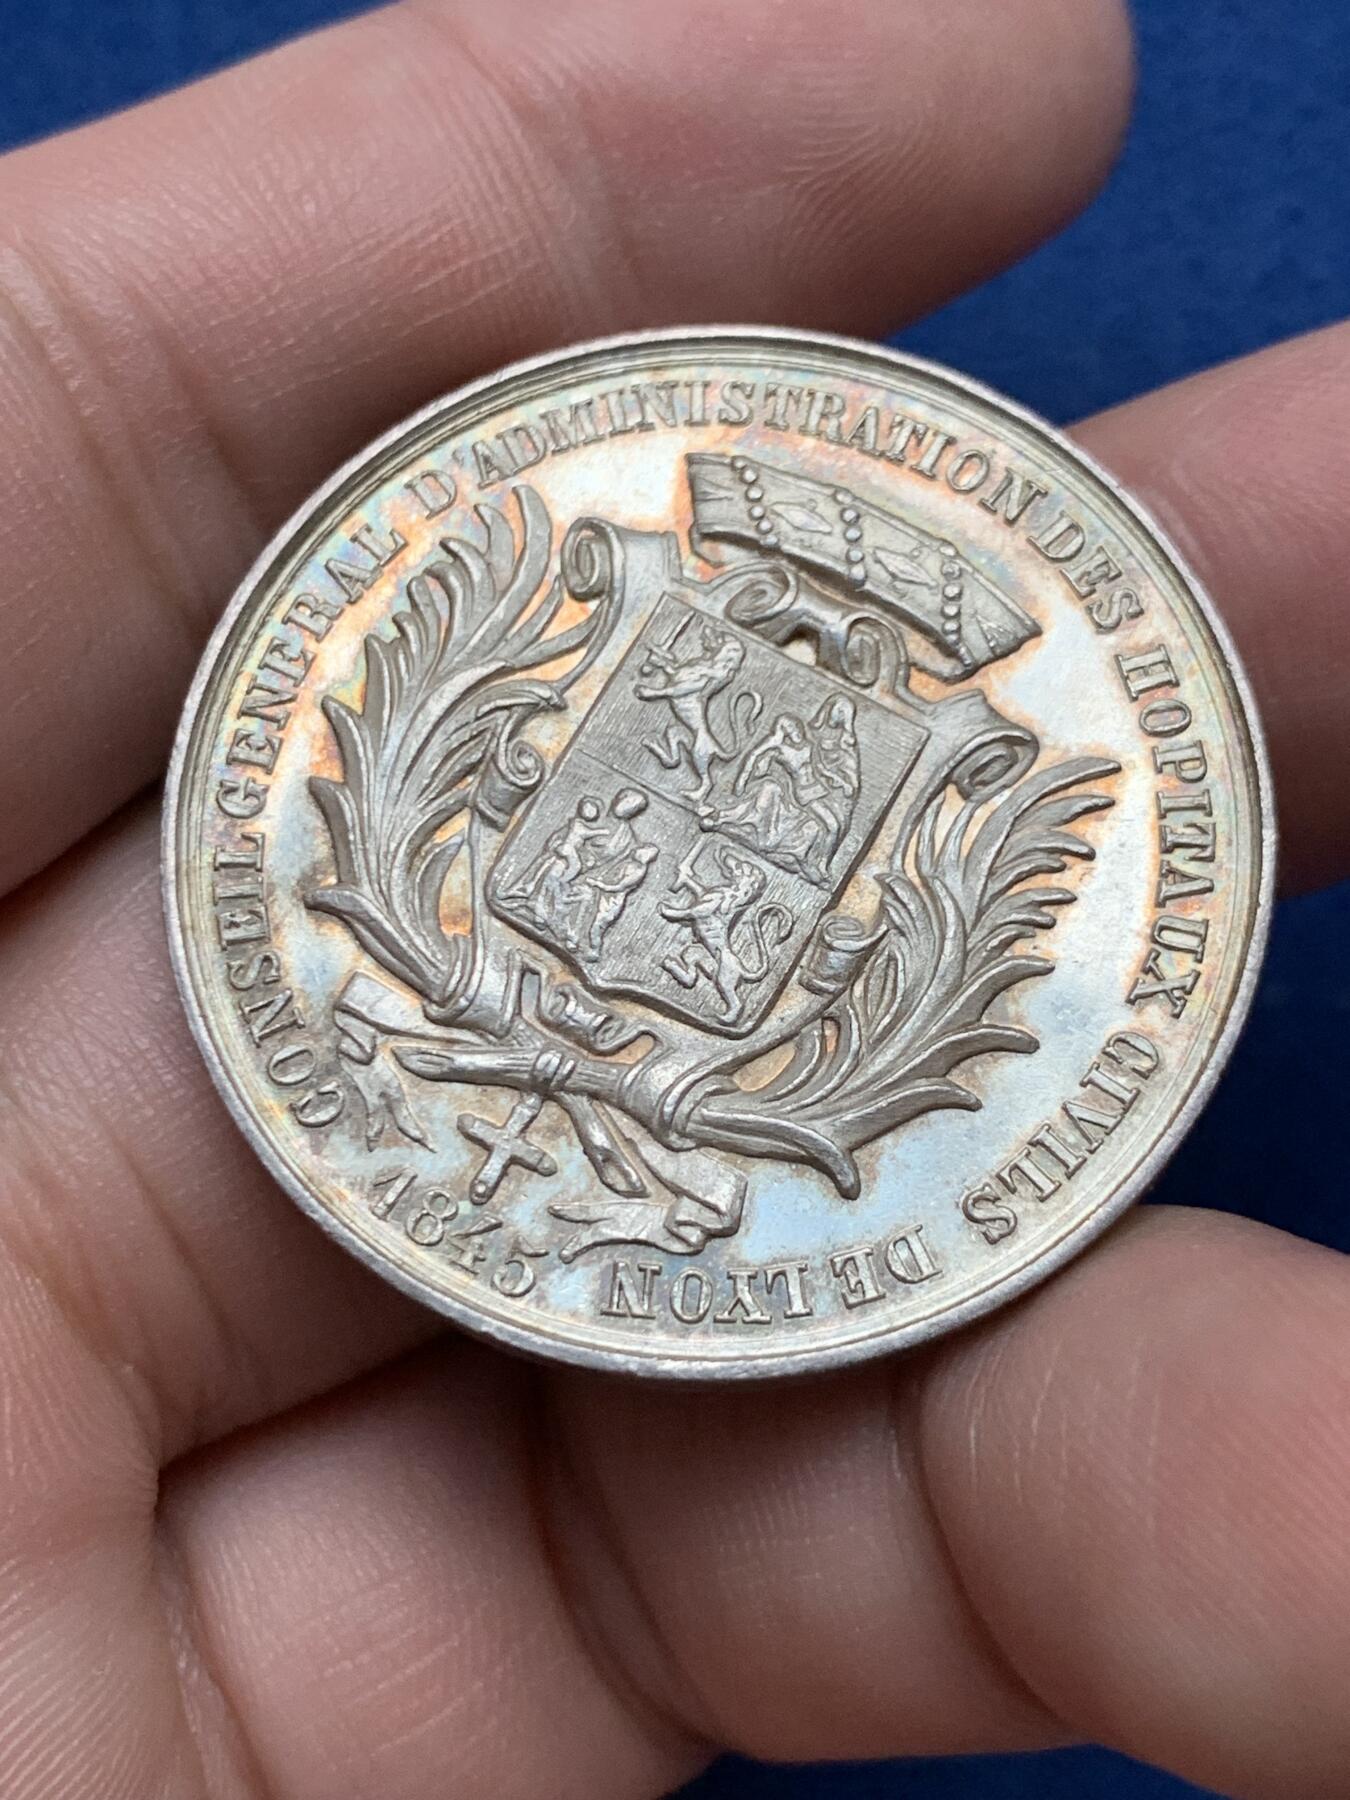 CONSEIL GENERAL D'ADMINISTRATION DES HOPITAUX CIVILS DE LYON
1845